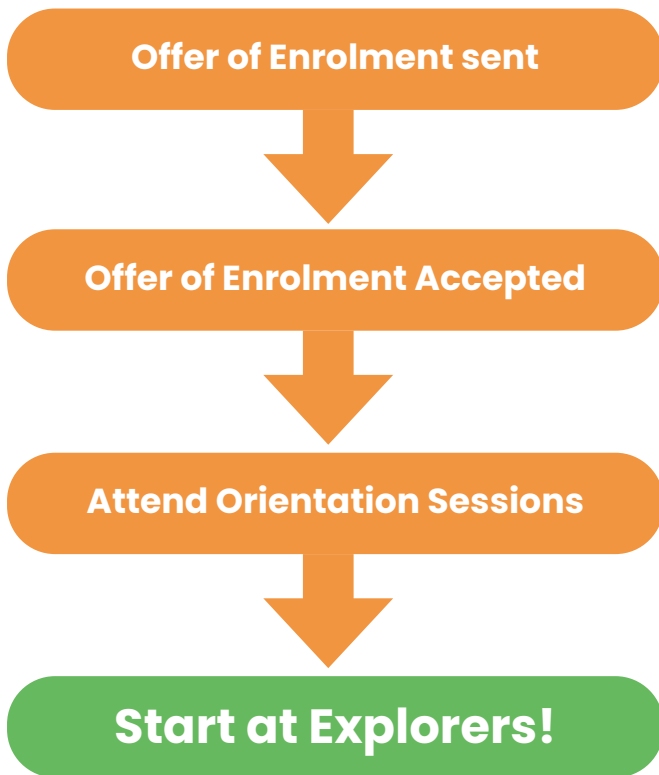 Offer of Enrolment sent
Offer of Enrolment Accepted
Attend Orientation Sessions
Start at Explorers!